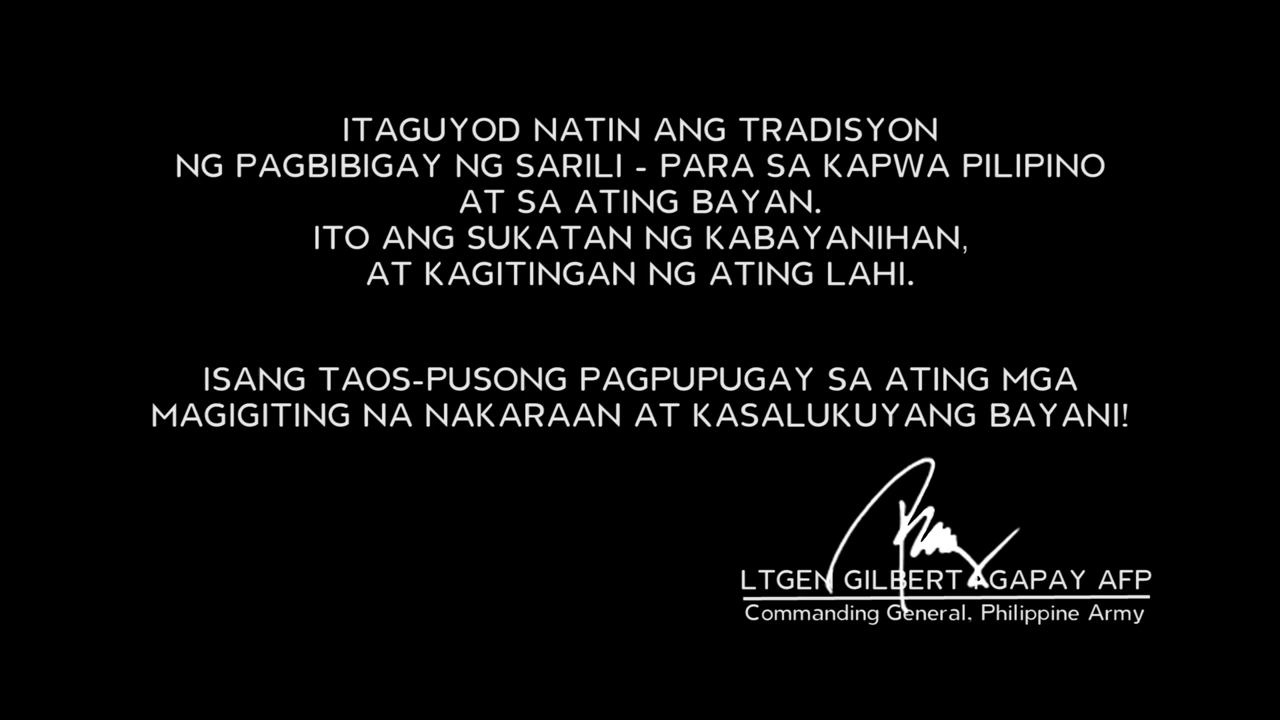 ITAGUYOD NATIN ANG TRADISYON
NG PAGBIBIGAY NG SARILI - PARA SA KAPWA PILIPINO
AT SA ATING BAYAN.
ITO ANG SUKATAN NG KABAYANIHAN,
AT KAGITINGAN NG ATING LAHI.
ISANG TAOS-PUSONG PAGPUPUGAY SA ATING MGA
MAGIGITING NA NAKARAAN AT KASALUKUYANG BAYANI!
LTGEN GILBERT I GAPAY AFP
Commanding General, Philippine Army